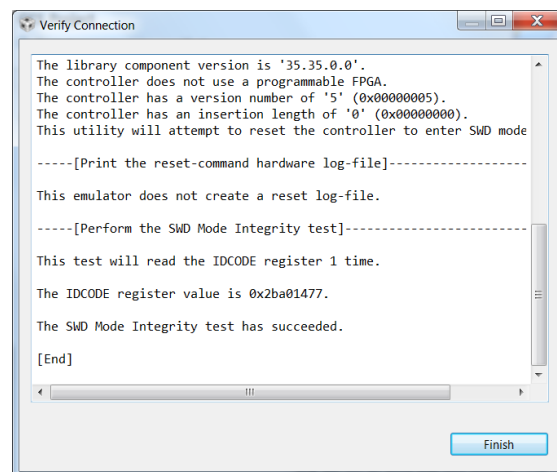 Verify Connection
The library component version is '35.35.0.0'.
The controller does not use a programmable FPGA.
The controller has a version number of '5' (0x00000005).
The controller has an insertion length of '0' (0x00000000).
This utility will attempt to reset the controller to enter SWD mode
-----[Print the reset-command hardware log-file]-----------------
This emulator does not create a reset log-file.
-----[Perform the SWD Mode Integrity test]-----------------------
This test will read the IDCODE register 1 time.
The IDCODE register value is 0x2ba01477.
The SWD Mode Integrity test has succeeded.
[End]
Finish